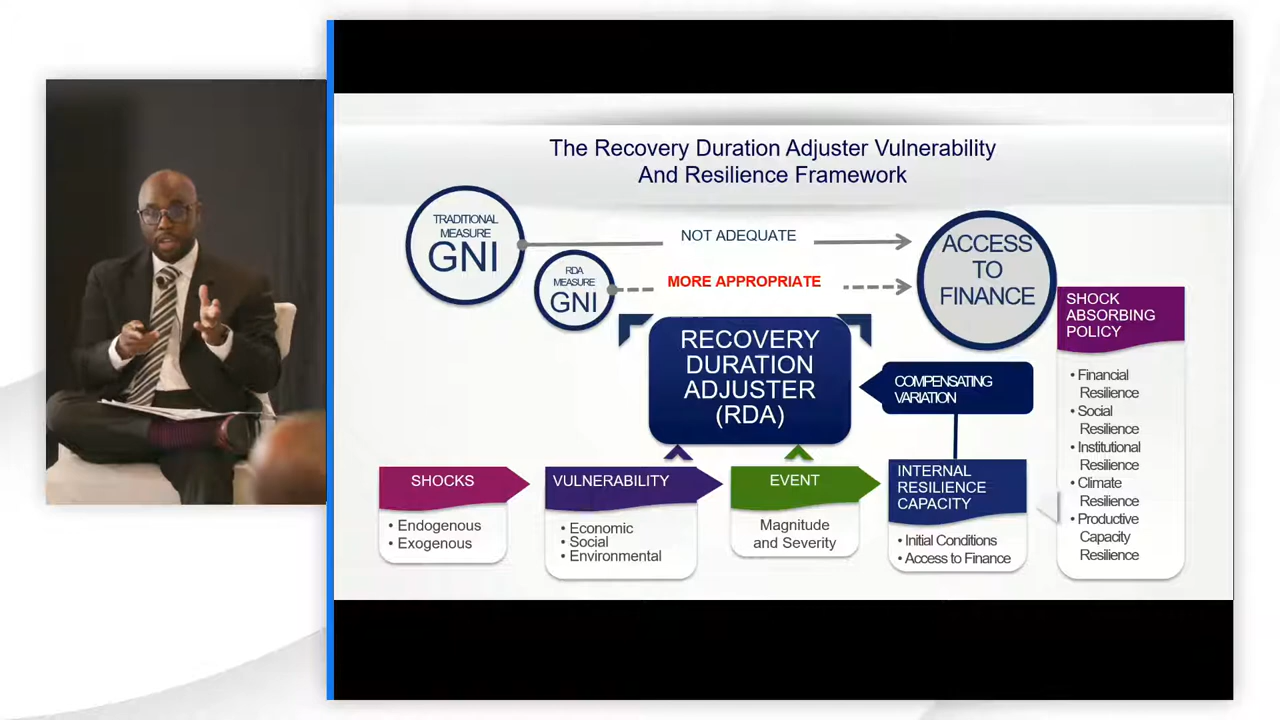 The Recovery Duration Adjuster Vulnerability
And Resilience Framework
TRADITIONAL
MEASURE
GNI
NOT ADEQUATE
RDA
MEASURE
GNI
MORE APPROPRIATE
ACCESS
TO
FINANCE
RECOVERY
DURATION
ADJUSTER
(RDA)
COMPENSATING
VARIATION
SHOCKS
• Endogenous
• Exogenous
VULNERABILITY
• Economic
• Social
• Environmental
EVENT
Magnitude
and Severity
INTERNAL
RESILIENCE
CAPACITY
• Initial Conditions
• Access to Finance
SHOCK
ABSORBING
POLICY
• Financial
Resilience
• Social
Resilience
• Institutional
Resilience
• Climate
Resilience
• Productive
Capacity
Resilience